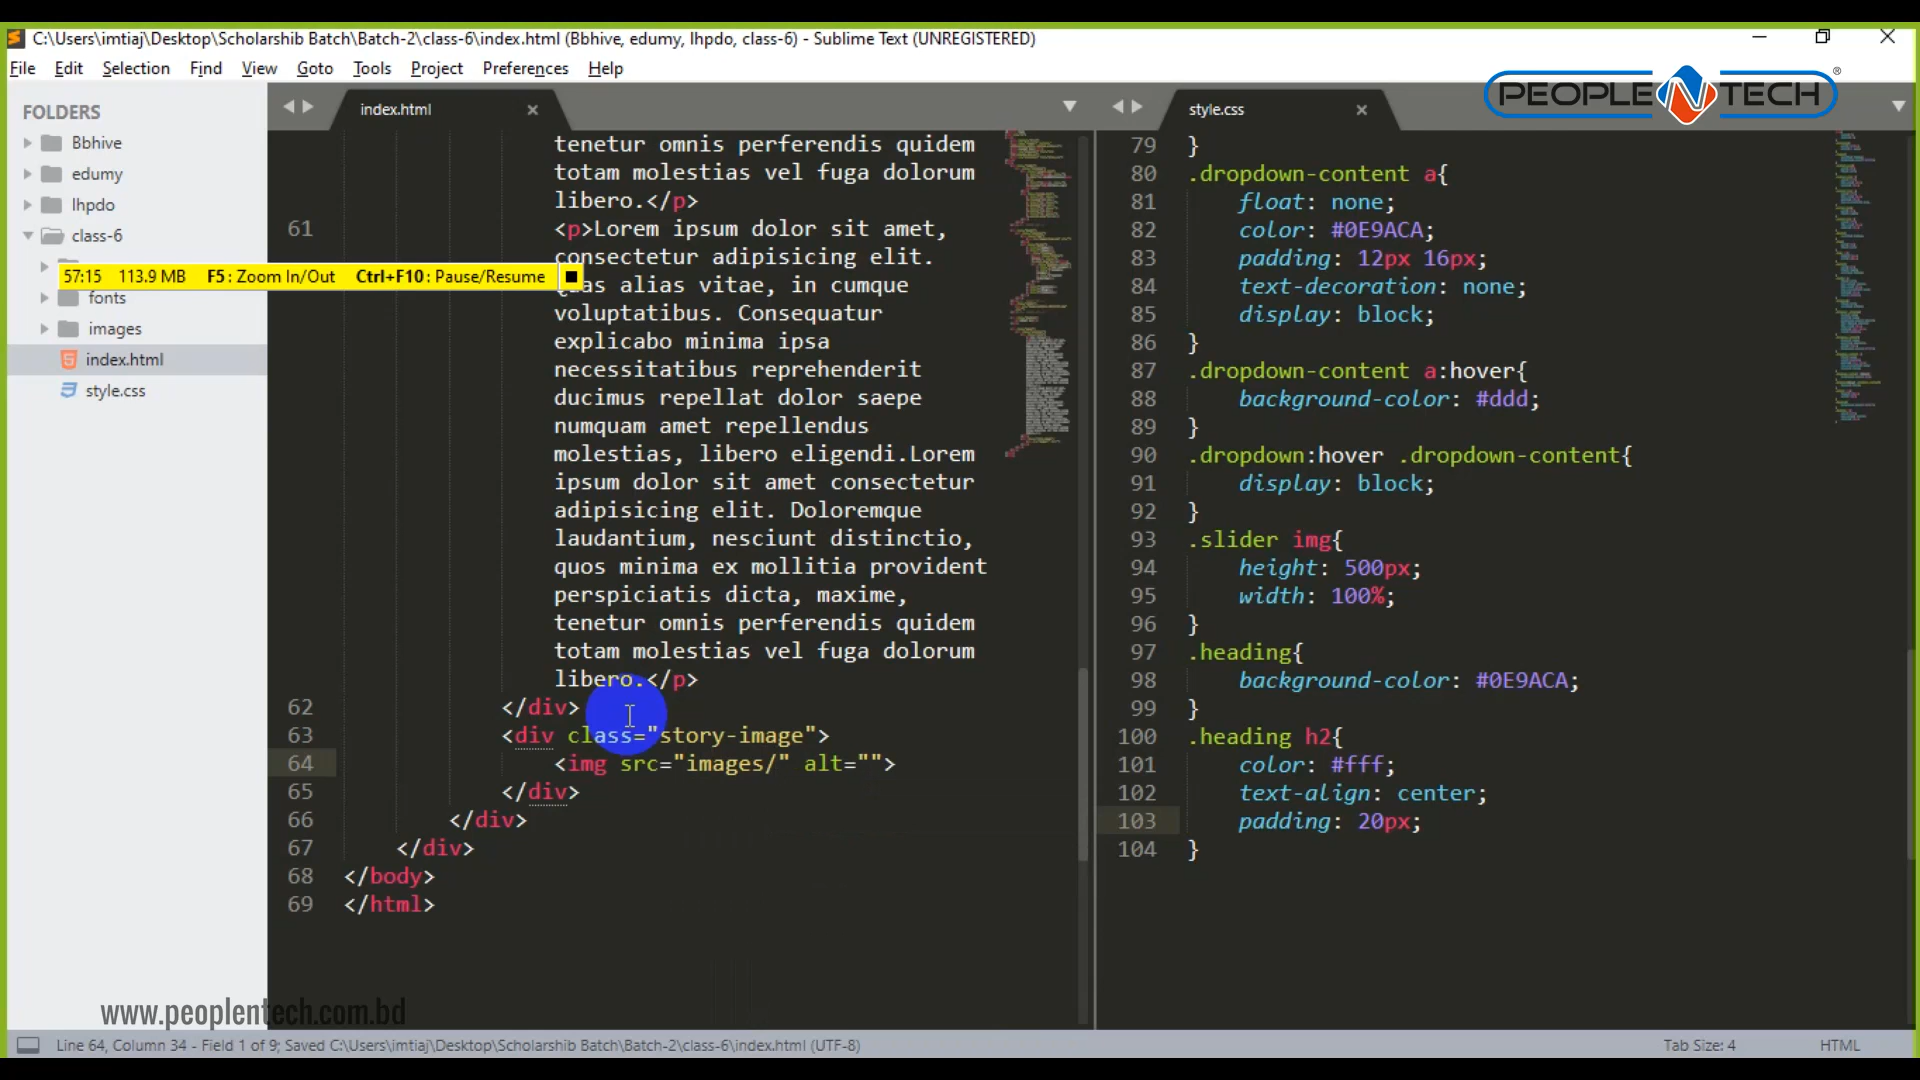 C:\Users\imtiaj\Desktop\Scholarshib Batch\Batch-2\class-6\index.html (Bbhive, edumy, lhpdo, class-6) - Sublime Text (UNREGISTERED)
File Edit Selection Find View Goto Tools Project Preferences Help
PEOPLE N TECH ®
FOLDERS
Bbhive
edumy
lhpdo
class-6
57:15 113.9 MB F5: Zoom In/Out Ctrl+F10: Pause/Resume
fonts
images
index.html
style.css
index.html
tenetur omnis perferendis quidem
totam molestias vel fuga dolorum
libero.</p>
61 <p>Lorem ipsum dolor sit amet,
consectetur adipisicing elit.
Quas alias vitae, in cumque
voluptatibus. Consequatur
explicabo minima ipsa
necessitatibus reprehenderit
ducimus repellat dolor saepe
numquam amet repellendus
molestias, libero eligendi.Lorem
ipsum dolor sit amet consectetur
adipisicing elit. Doloremque
laudantium, nesciunt distinctio,
quos minima ex mollitia provident
perspiciatis dicta, maxime,
tenetur omnis perferendis quidem
totam molestias vel fuga dolorum
libero.</p>
62 </div>
63 <div class="story-image">
64 <img src="images/" alt="">
65 </div>
66 </div>
67 </div>
68 </body>
69 </html>
style.css
79 }
80 .dropdown-content a{
81 float: none;
82 color: #0E9ACA;
83 padding: 12px 16px;
84 text-decoration: none;
85 display: block;
86 }
87 .dropdown-content a:hover{
88 background-color: #ddd;
89 }
90 .dropdown:hover .dropdown-content{
91 display: block;
92 }
93 .slider img{
94 height: 500px;
95 width: 100%;
96 }
97 .heading{
98 background-color: #0E9ACA;
99 }
100 .heading h2{
101 color: #fff;
102 text-align: center;
103 padding: 20px;
104 }
www.peoplentech.com.bd
Line 64, Column 34 - Field 1 of 9; Saved C:\Users\imtiaj\Desktop\Scholarshib Batch\Batch-2\class-6\index.html (UTF-8)
Tab Size: 4
HTML